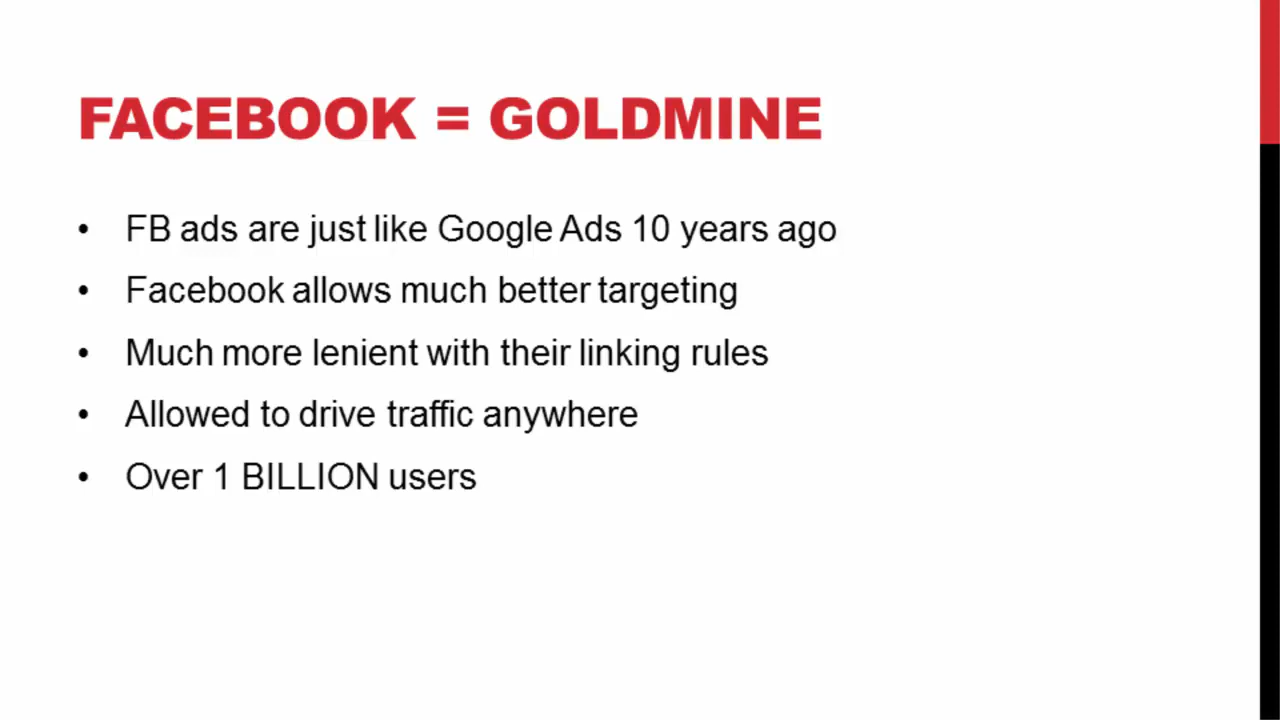 FACEBOOK = GOLDMINE
• FB ads are just like Google Ads 10 years ago
• Facebook allows much better targeting
• Much more lenient with their linking rules
• Allowed to drive traffic anywhere
• Over 1 BILLION users